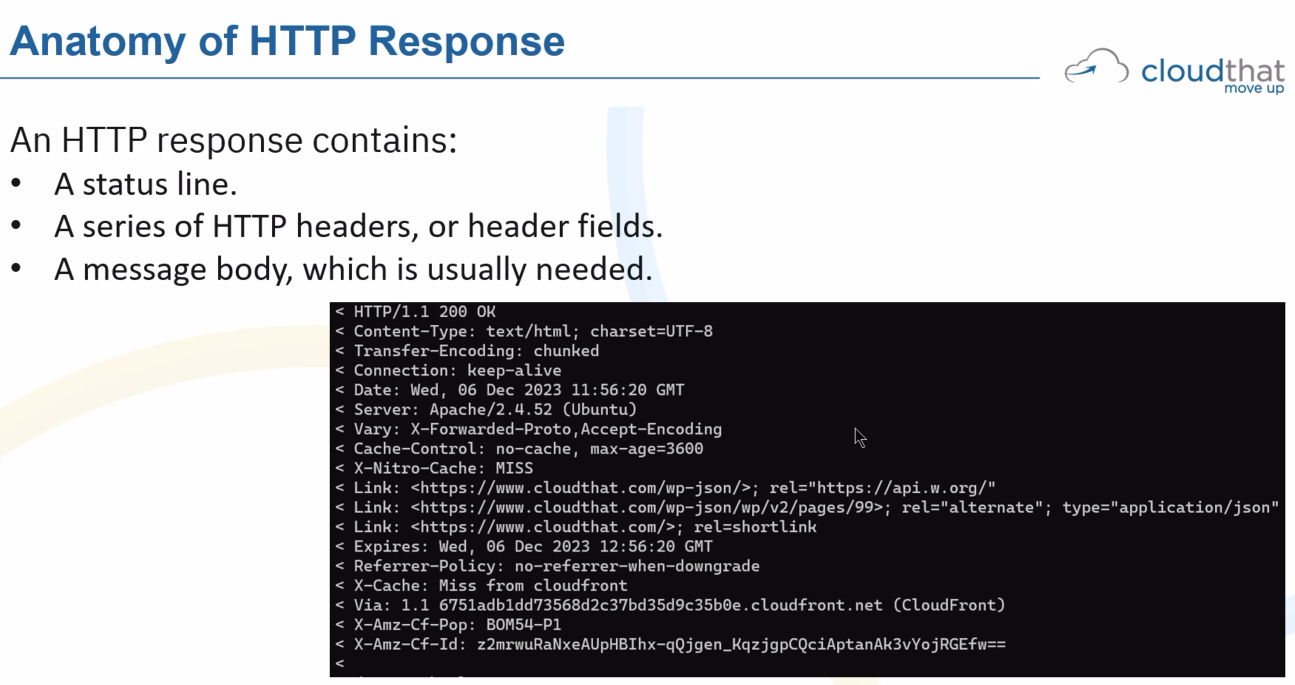 Anatomy of HTTP Response
cloudthat
move up
An HTTP response contains:
• A status line.
• A series of HTTP headers, or header fields.
• A message body, which is usually needed.
< HTTP/1.1 200 OK
< Content-Type: text/html; charset=UTF-8
< Transfer-Encoding: chunked
< Connection: keep-alive
< Date: Wed, 06 Dec 2023 11:56:20 GMT
< Server: Apache/2.4.52 (Ubuntu)
< Vary: X-Forwarded-Proto,Accept-Encoding
< Cache-Control: no-cache, max-age=3600
< X-Nitro-Cache: MISS
< Link: <https://www.cloudthat.com/wp-json/>; rel="https://api.w.org/"
< Link: <https://www.cloudthat.com/wp-json/wp/v2/pages/99>; rel="alternate"; type="application/json"
< Link: <https://www.cloudthat.com/>; rel=shortlink
< Expires: Wed, 06 Dec 2023 12:56:20 GMT
< Referrer-Policy: no-referrer-when-downgrade
< X-Cache: Miss from cloudfront
< Via: 1.1 6751adb1dd73568d2c37bd35d9c35b0e.cloudfront.net (CloudFront)
< X-Amz-Cf-Pop: BOM54-P1
< X-Amz-Cf-Id: z2mrwuRaNxeAUpHBIhx-qQjgen_KqzjgpCQciAptanAk3vYojRGEfw==
<